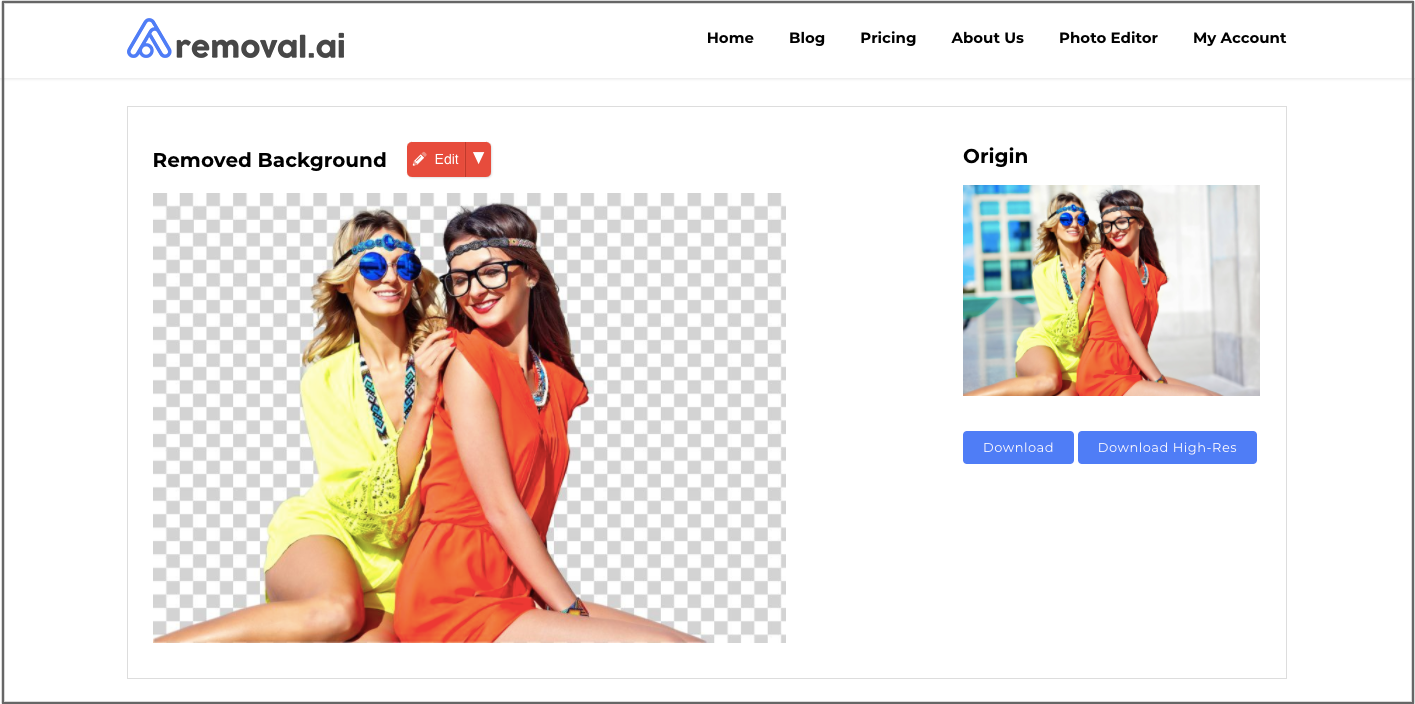 removal.ai
Home Blog Pricing About Us Photo Editor My Account
Removed Background
Edit
Origin
Download Download High-Res